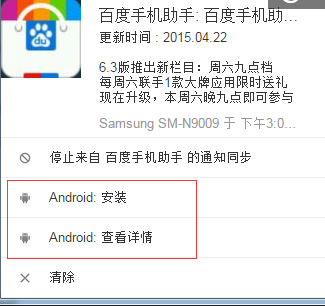 百度手机助手: 百度手机助...
更新时间 : 2015.04.22
6.3版推出新栏目：周六九点档
每周六联手1款大牌应用限时送礼
现在升级，本周六晚九点即可参与
Samsung SM-N9009 于 下午3:0...
停止来自 百度手机助手 的通知同步
Android: 安装
Android: 查看详情
清除